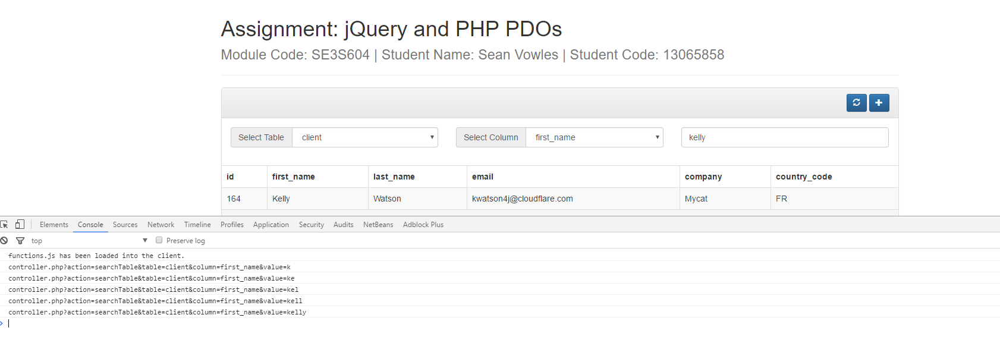 Assignment: jQuery and PHP PDOs
Module Code: SE3S604 | Student Name: Sean Vowles | Student Code: 13065858
Select Table client Select Column first_name kelly
id first_name last_name email company country_code
164 Kelly Watson kwatson4j@cloudflare.com Mycat FR
Elements Console Sources Network Timeline Profiles Application Security Audits NetBeans Adblock Plus
top Preserve log
functions.js has been loaded into the client.
controller.php?action=searchTable&table=client&column=first_name&value=k
controller.php?action=searchTable&table=client&column=first_name&value=ke
controller.php?action=searchTable&table=client&column=first_name&value=kel
controller.php?action=searchTable&table=client&column=first_name&value=kell
controller.php?action=searchTable&table=client&column=first_name&value=kelly